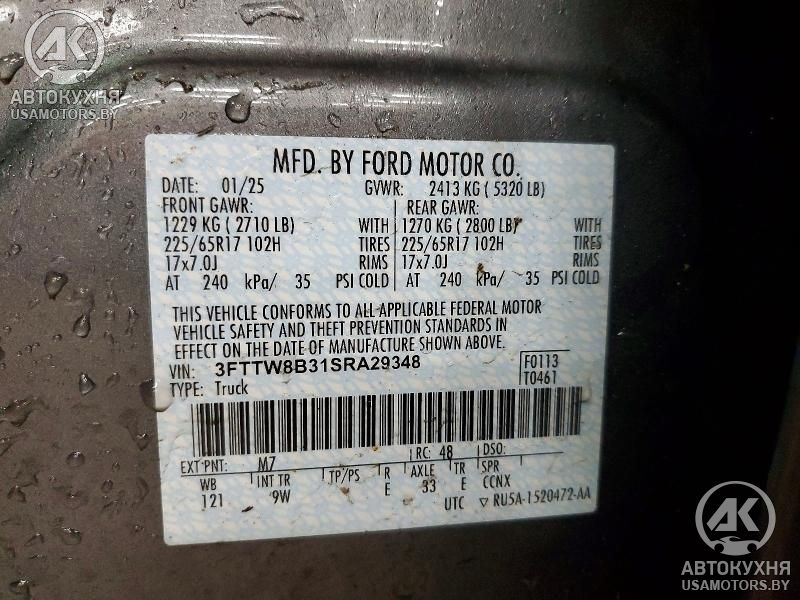 АК
АВТОКУХНЯ
USAMOTORS.BY
MFD. BY FORD MOTOR CO.
DATE: 01/25 GVWR: 2413 KG ( 5320 LB)
FRONT GAWR: REAR GAWR:
1229 KG ( 2710 LB) WITH 1270 KG ( 2800 LB) WITH
225/65R17 102H TIRES 225/65R17 102H TIRES
17x7.0J RIMS 17x7.0J RIMS
AT 240 kPa/ 35 PSI COLD AT 240 kPa/ 35 PSI COLD
THIS VEHICLE CONFORMS TO ALL APPLICABLE FEDERAL MOTOR
VEHICLE SAFETY AND THEFT PREVENTION STANDARDS IN
EFFECT ON THE DATE OF MANUFACTURE SHOWN ABOVE.
VIN: 3FTTW8B31SRA29348 F0113
TYPE: Truck T0461
EXT PNT: M7 RC: 48 DSO:
WB INT TR TP/PS R AXLE TR SPR
121 9W E 33 E CCNX
UTC RU5A-1520472-AA
АК
АВТОКУХНЯ
USAMOTORS.BY